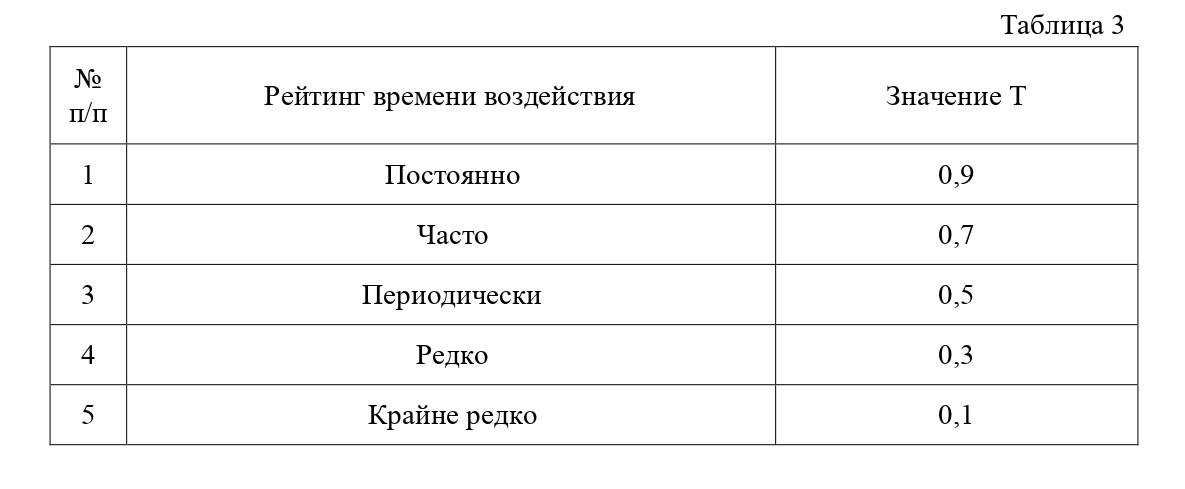 Таблица 3
№ п/п Рейтинг времени воздействия Значение Т
1 Постоянно 0,9
2 Часто 0,7
3 Периодически 0,5
4 Редко 0,3
5 Крайне редко 0,1